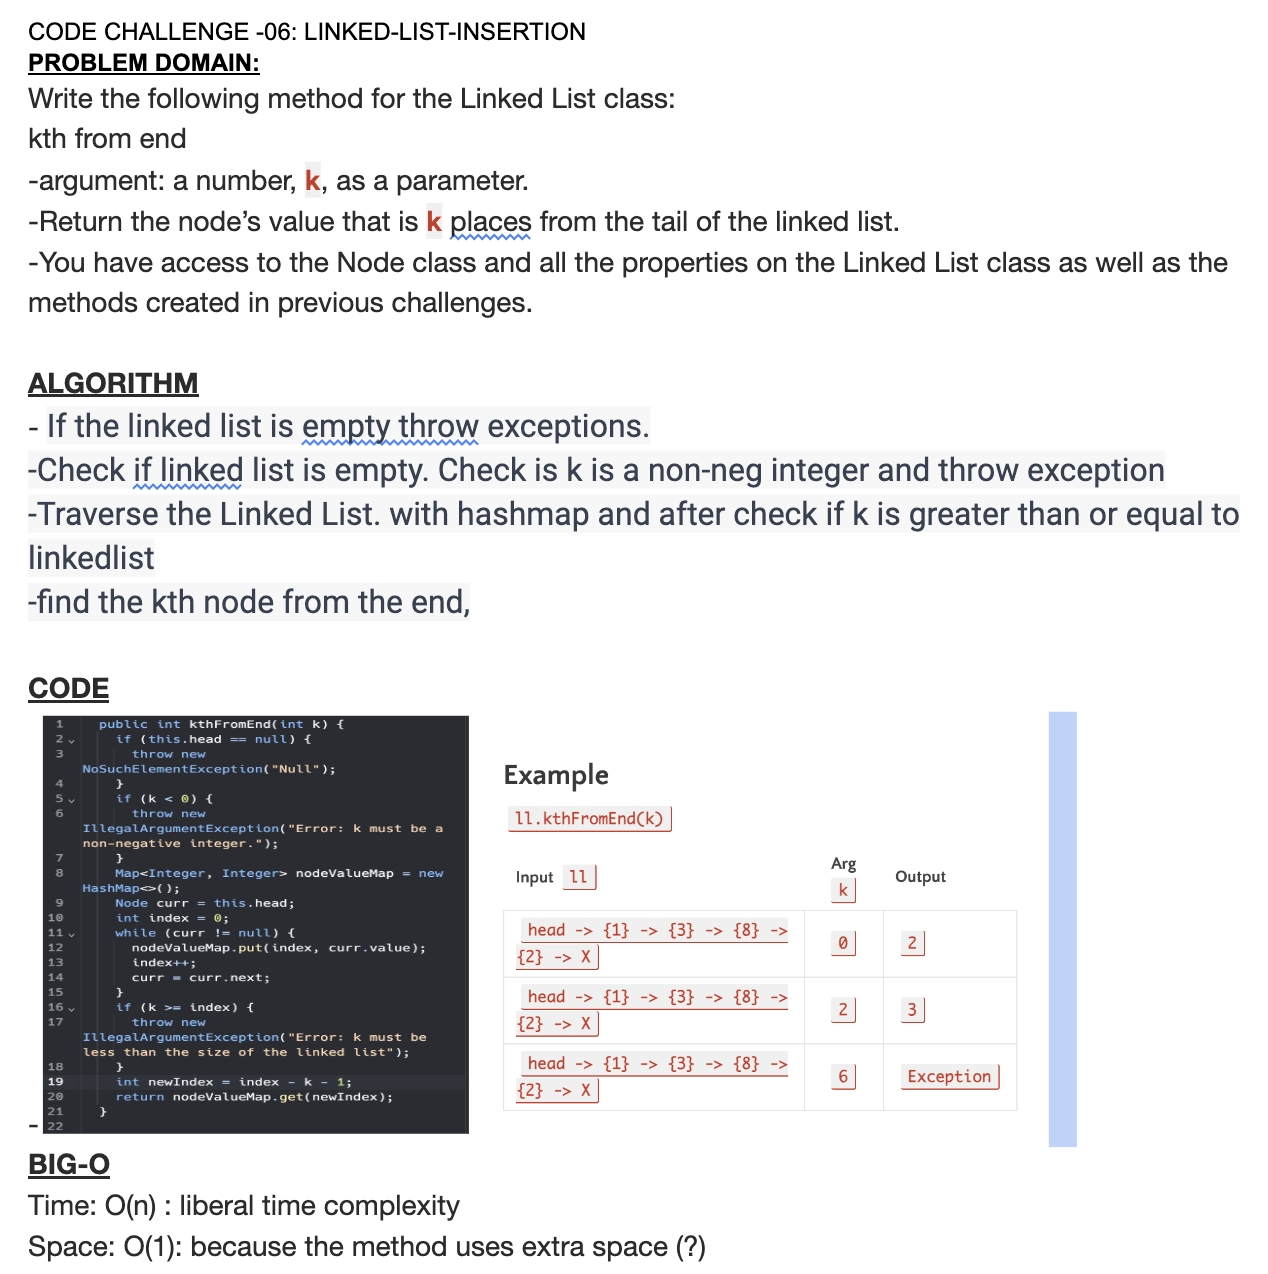 CODE CHALLENGE -06: LINKED-LIST-INSERTION
PROBLEM DOMAIN:
Write the following method for the Linked List class:
kth from end
-argument: a number, k, as a parameter.
-Return the node's value that is k places from the tail of the linked list.
-You have access to the Node class and all the properties on the Linked List class as well as the
methods created in previous challenges.
ALGORITHM
- If the linked list is empty throw exceptions.
-Check if linked list is empty. Check is k is a non-neg integer and throw exception
-Traverse the Linked List. with hashmap and after check if k is greater than or equal to
linkedlist
-find the kth node from the end,
CODE
1 public int kthFromEnd(int k) {
2 if (this.head == null) {
3 throw new
NoSuchElementException("Null");
4 }
5 if (k < 0) {
6 throw new
IllegalArgumentException("Error: k must be a
non-negative integer.");
7 }
8 Map<Integer, Integer> nodeValueMap = new
HashMap<>();
9 Node curr = this.head;
10 int index = 0;
11 while (curr != null) {
12 nodeValueMap.put(index, curr.value);
13 index++;
14 curr = curr.next;
15 }
16 if (k >= index) {
17 throw new
IllegalArgumentException("Error: k must be
less than the size of the linked list");
18 }
19 int newIndex = index - k - 1;
20 return nodeValueMap.get(newIndex);
21 }
- 22
Example
ll.kthFromEnd(k)
Input ll Arg k Output
head -> {1} -> {3} -> {8} ->
{2} -> X 0 2
head -> {1} -> {3} -> {8} ->
{2} -> X 2 3
head -> {1} -> {3} -> {8} ->
{2} -> X 6 Exception
BIG-O
Time: O(n) : liberal time complexity
Space: O(1): because the method uses extra space (?)